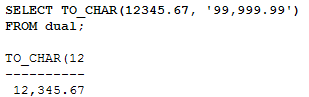 SELECT TO_CHAR(12345.67, '99,999.99')
FROM dual;
TO_CHAR(12
----------
12,345.67